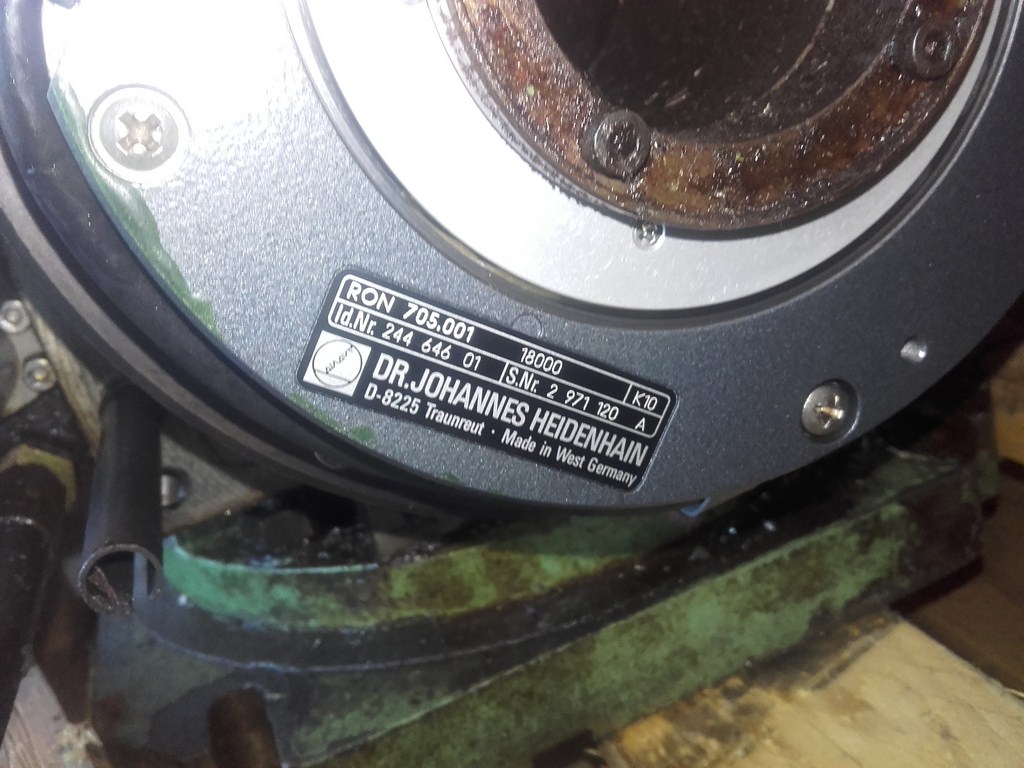 RON 705.001 18000 K10
Id.Nr. 244 646 01 S.Nr. 2 971 120 A
DR. JOHANNES HEIDENHAIN
D-8225 Traunreut · Made in West Germany